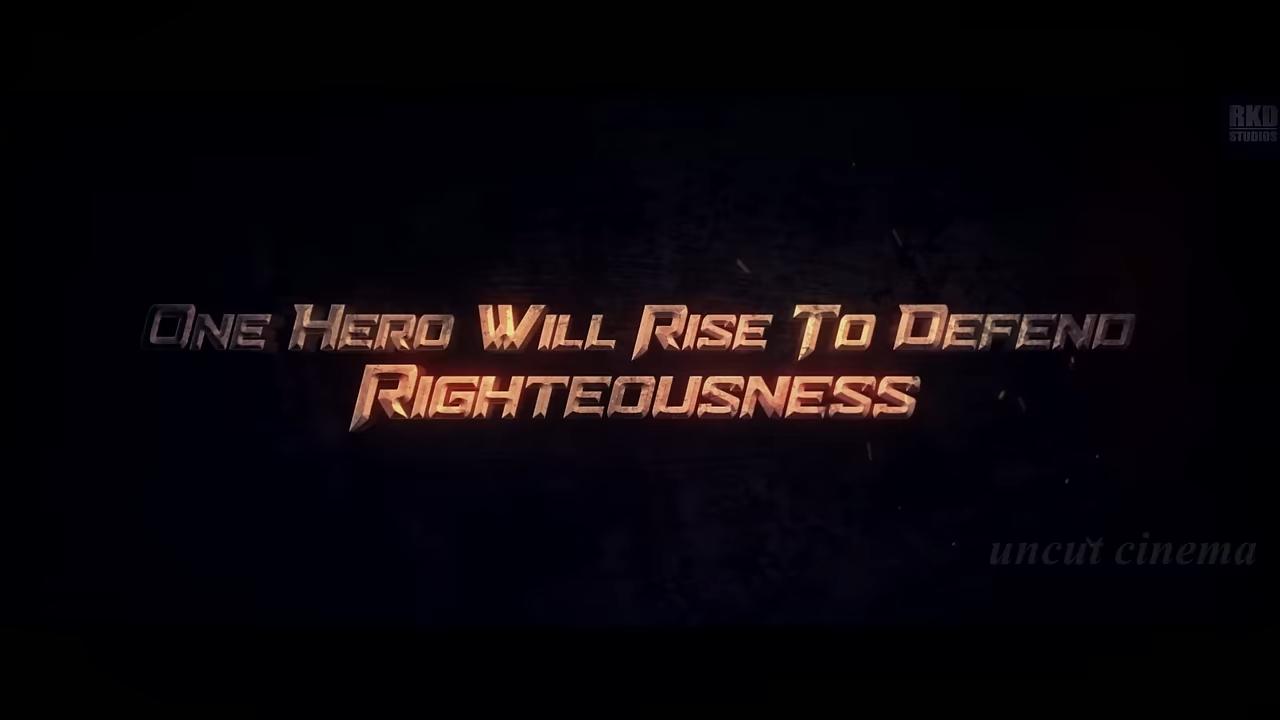 RKD
STUDIOS
One Hero Will Rise To Defend
Righteousness
uncut cinema